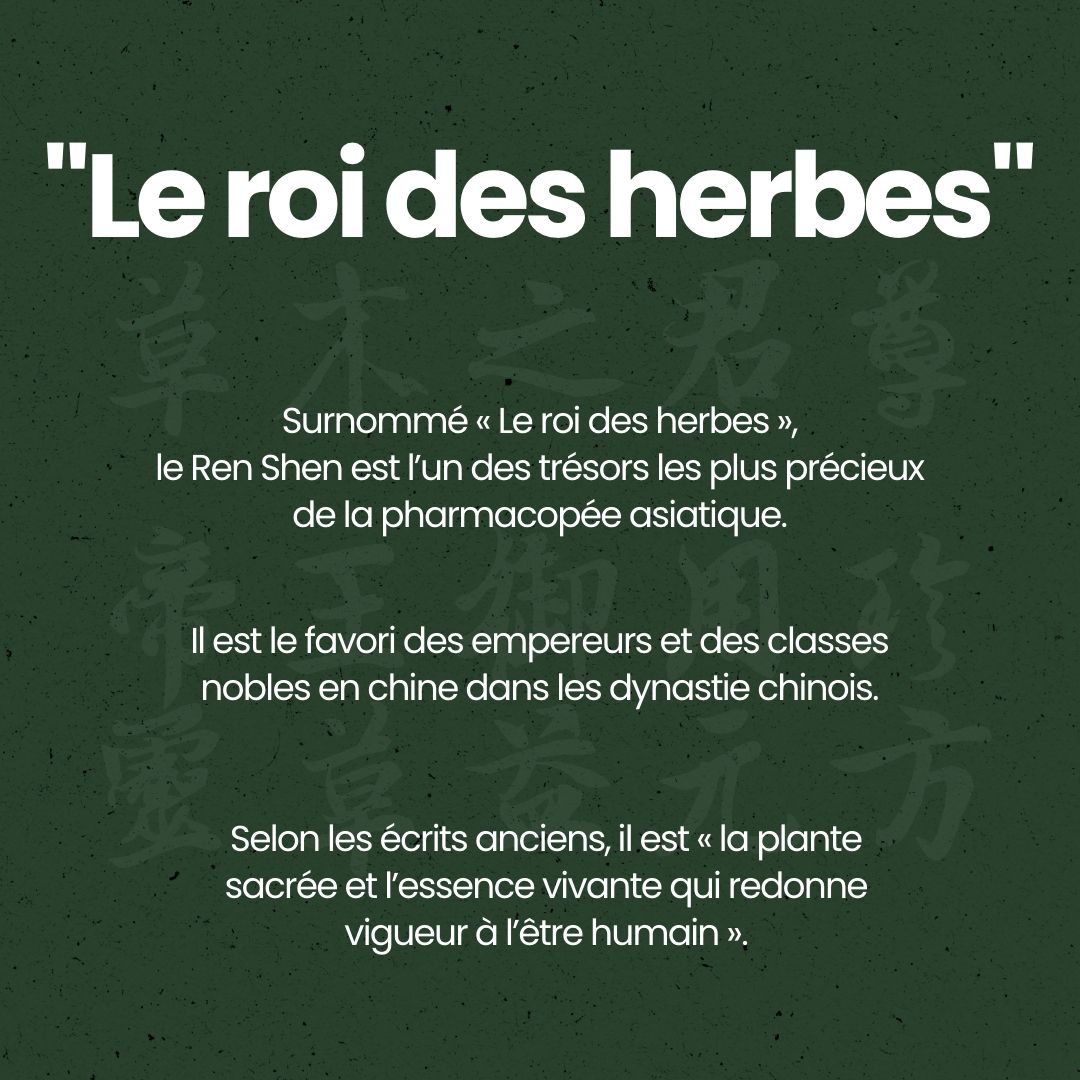 "Le roi des herbes"
草木之君尊
Surnommé « Le roi des herbes »,
le Ren Shen est l’un des trésors les plus précieux
de la pharmacopée asiatique.
帝王御用珍
Il est le favori des empereurs et des classes
nobles en chine dans les dynastie chinois.
靈草益元方
Selon les écrits anciens, il est « la plante
sacrée et l’essence vivante qui redonne
vigueur à l’être humain ».